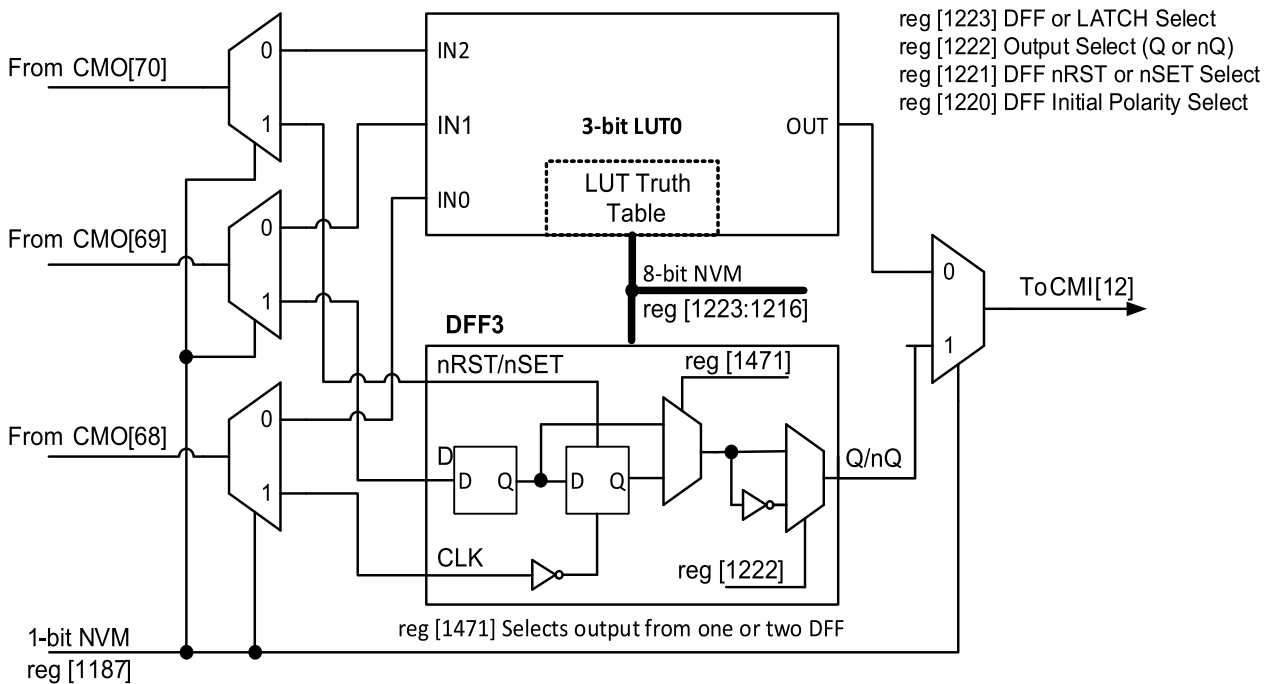 reg [1223] DFF or LATCH Select
reg [1222] Output Select (Q or nQ)
reg [1221] DFF nRST or nSET Select
reg [1220] DFF Initial Polarity Select
From CMO[70]
0
1
IN2
IN1
IN0
3-bit LUT0
OUT
LUT Truth
Table
From CMO[69]
0
1
8-bit NVM
reg [1223:1216]
0
1
ToCMI[12]
DFF3
nRST/nSET
reg [1471]
From CMO[68]
0
1
D
D
Q
D
Q
Q/nQ
CLK
reg [1222]
reg [1471] Selects output from one or two DFF
1-bit NVM
reg [1187]